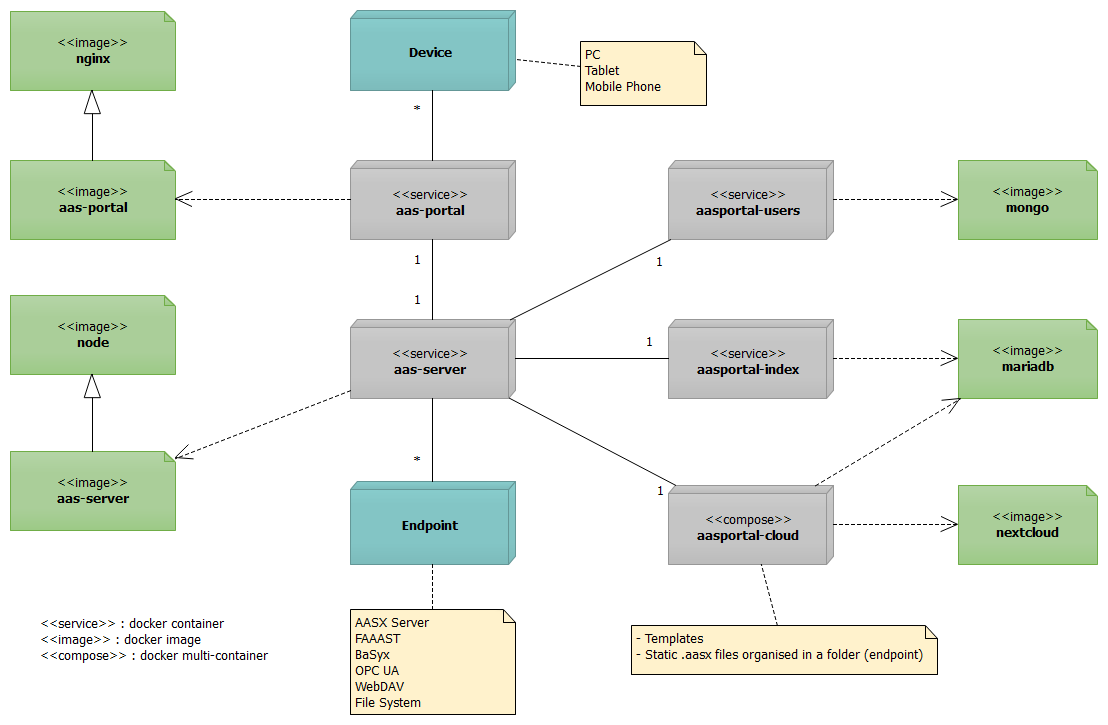 <<image>>
nginx
Device
PC
Tablet
Mobile Phone
*
<<image>>
aas-portal
<<service>>
aas-portal
<<service>>
aasportal-users
<<image>>
mongo
1
1
1
<<image>>
node
<<service>>
aas-server
1
<<service>>
aasportal-index
<<image>>
mariadb
*
1
<<image>>
aas-server
Endpoint
<<compose>>
aasportal-cloud
<<image>>
nextcloud
<<service>> : docker container
<<image>> : docker image
<<compose>> : docker multi-container
AASX Server
FAAAST
BaSyx
OPC UA
WebDAV
File System
- Templates
- Static .aasx files organised in a folder (endpoint)